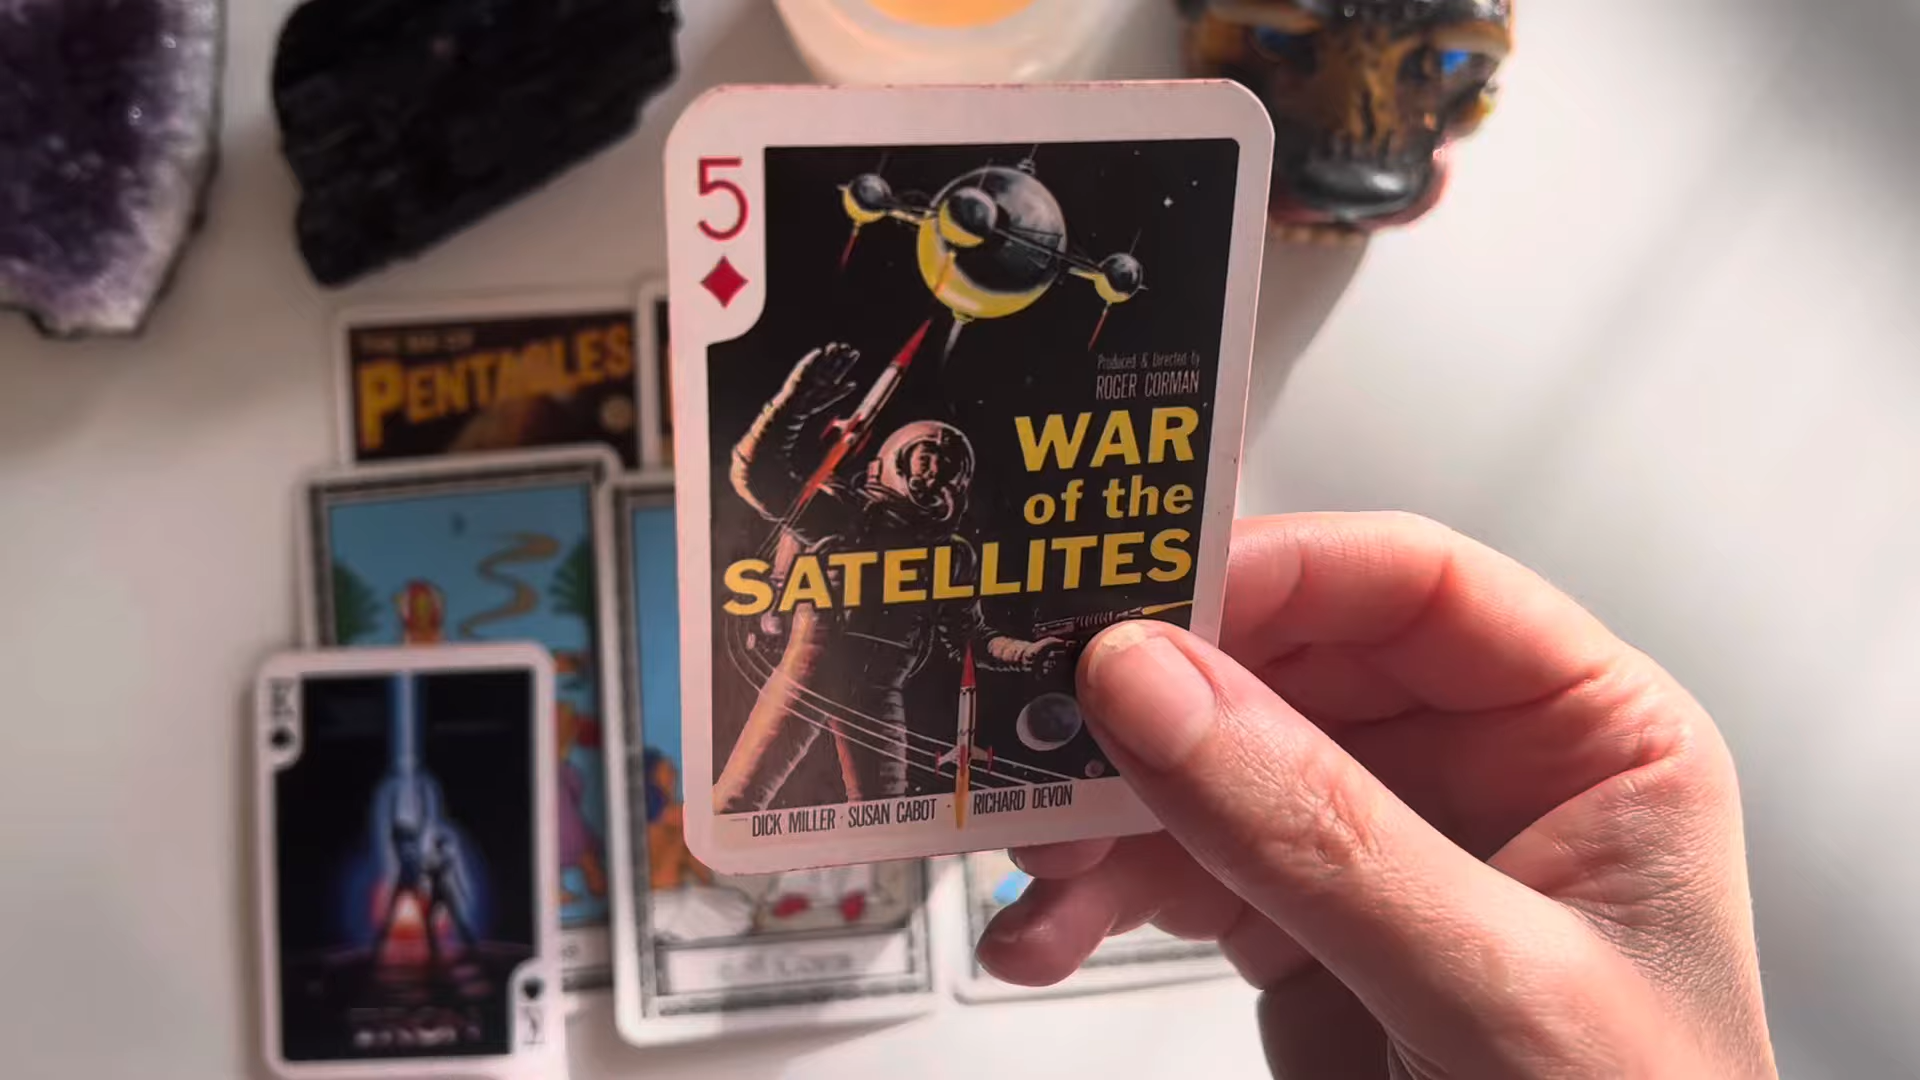 5
Produced & Directed by
ROGER CORMAN
WAR
of the
SATELLITES
DICK MILLER · SUSAN CABOT · RICHARD DEVON
PENTACLES
K